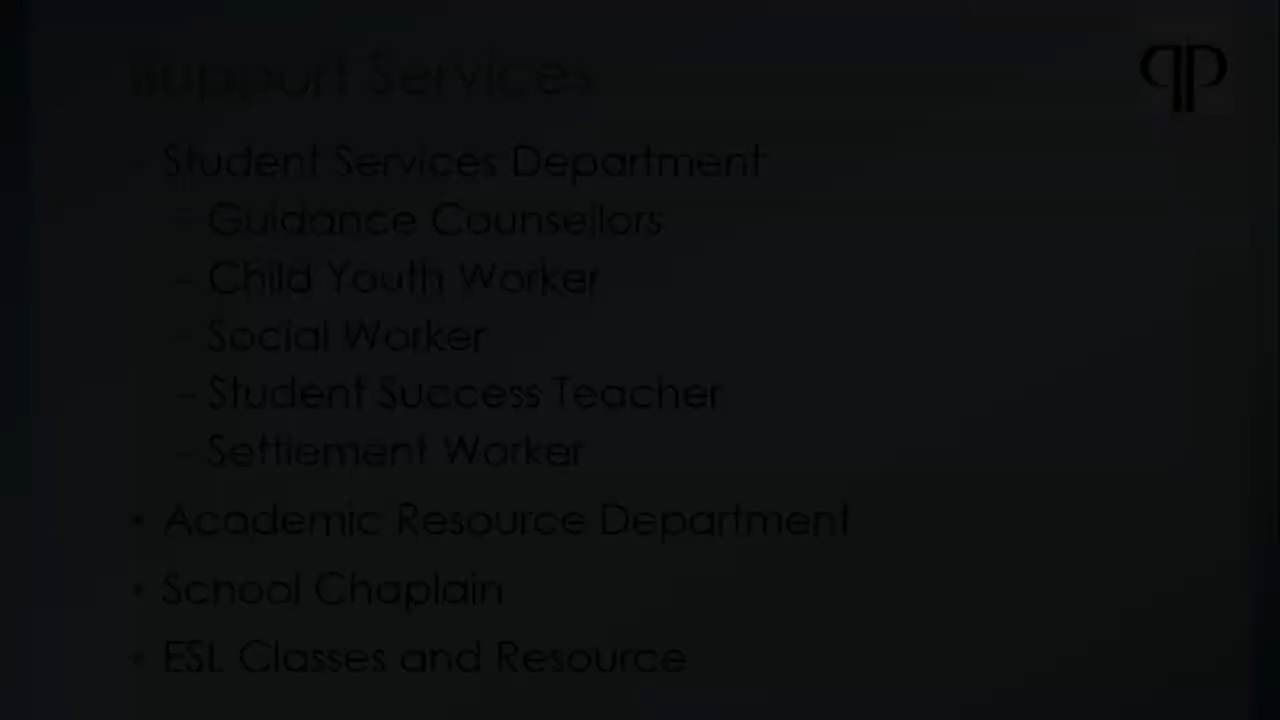 Support Services
Student Services Department
- Guidance Counsellors
- Child Youth Worker
- Social Worker
- Student Success Teacher
- Settlement Worker
• Academic Resource Department
• School Chaplain
• ESL Classes and Resource